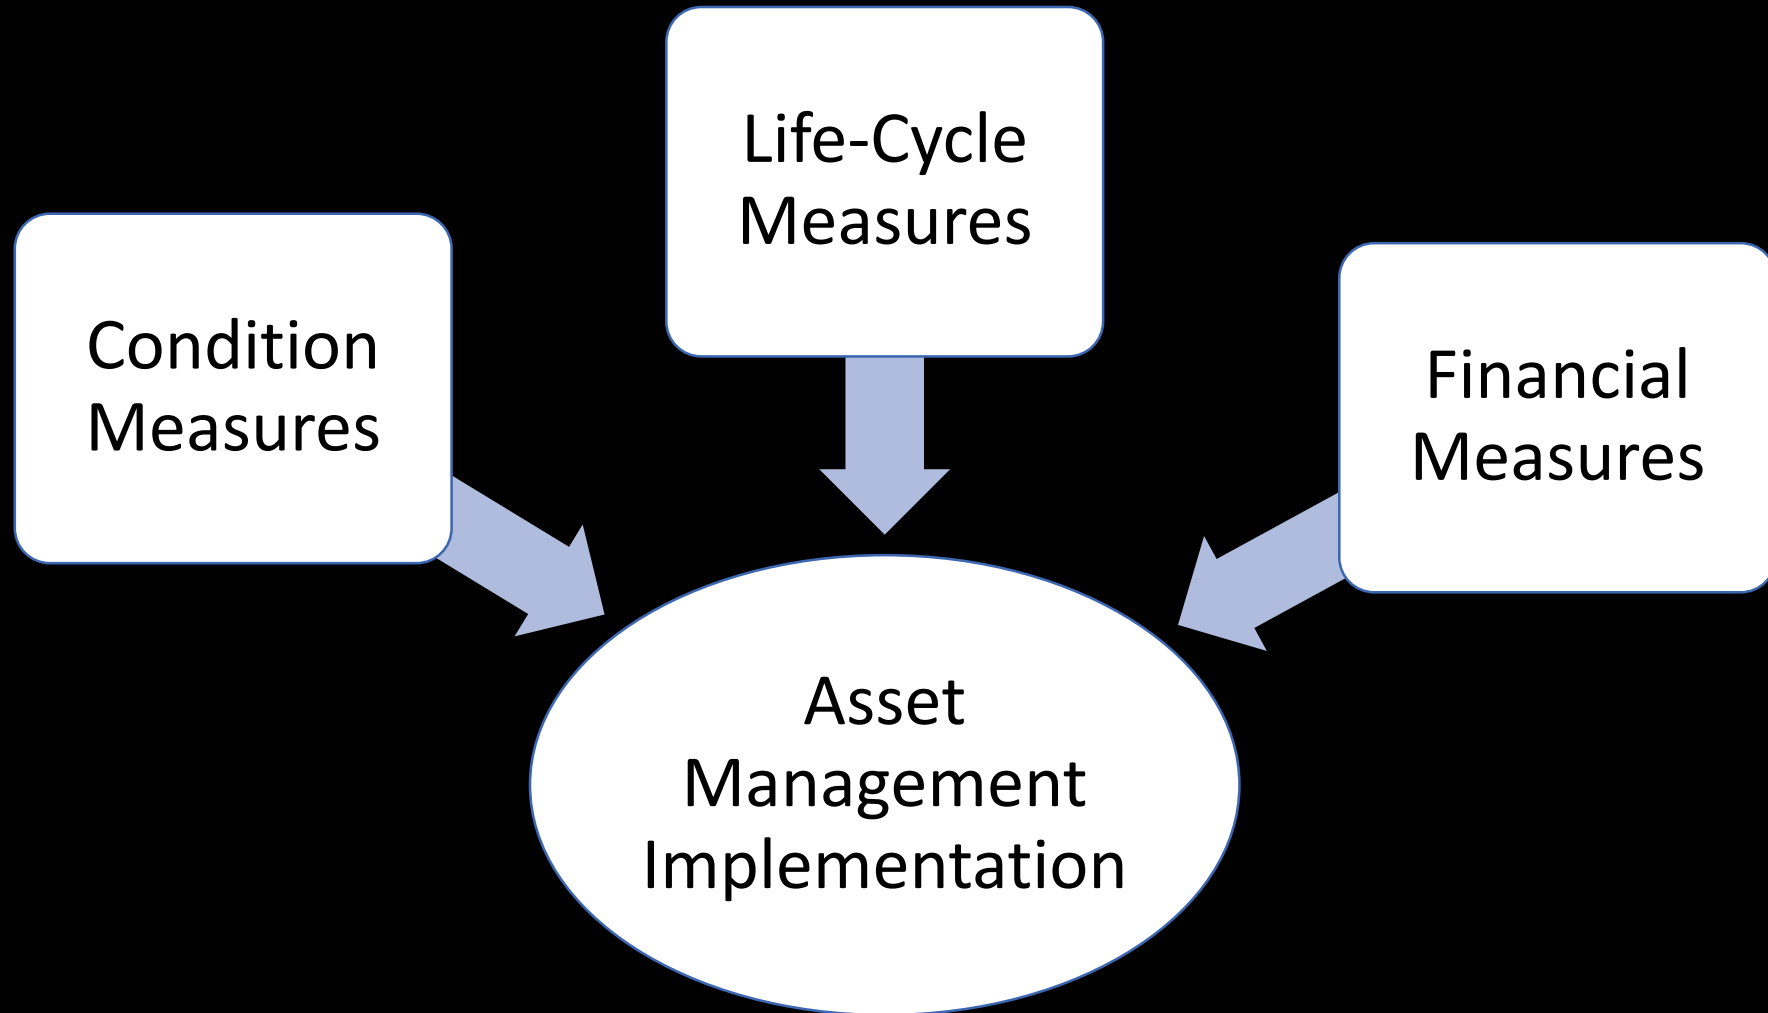 Life-Cycle
Measures
Condition
Measures
Financial
Measures
Asset
Management
Implementation